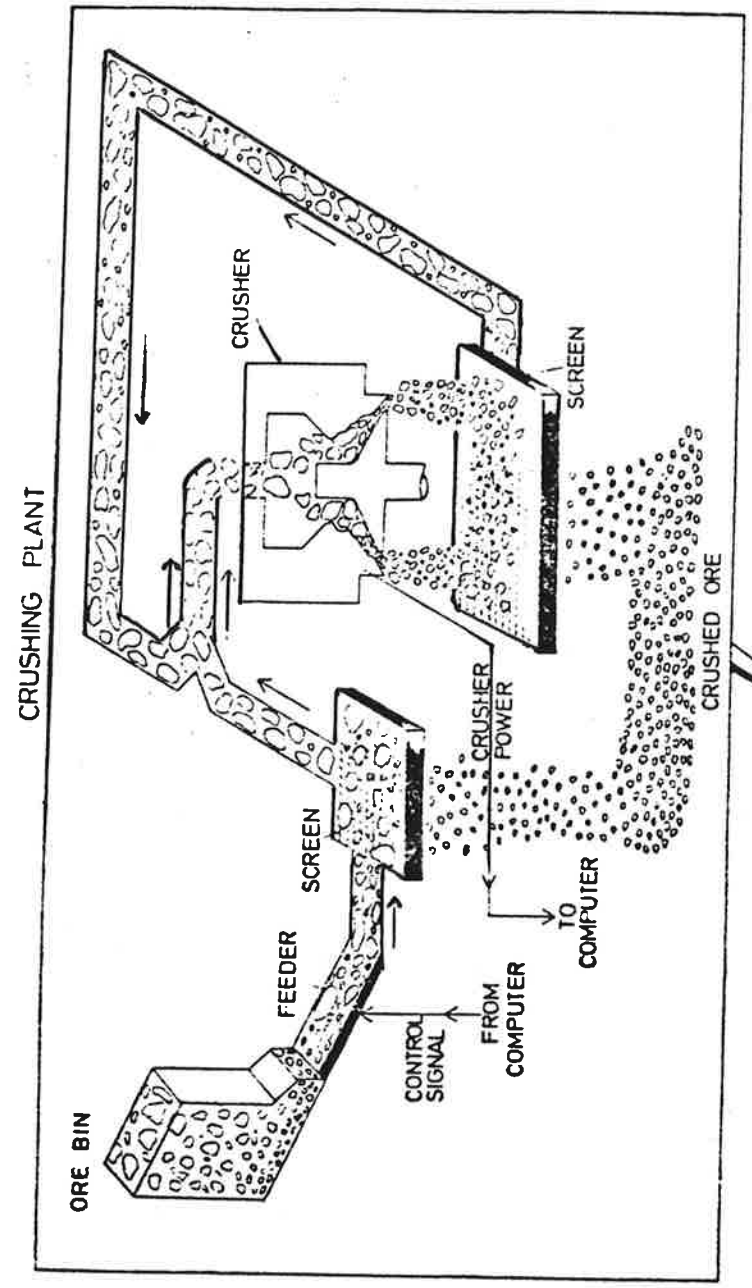 CRUSHING PLANT
ORE BIN
FEEDER
SCREEN
CRUSHER
SCREEN
CONTROL
SIGNAL
FROM
COMPUTER
TO
COMPUTER
CRUSHER
POWER
CRUSHED ORE